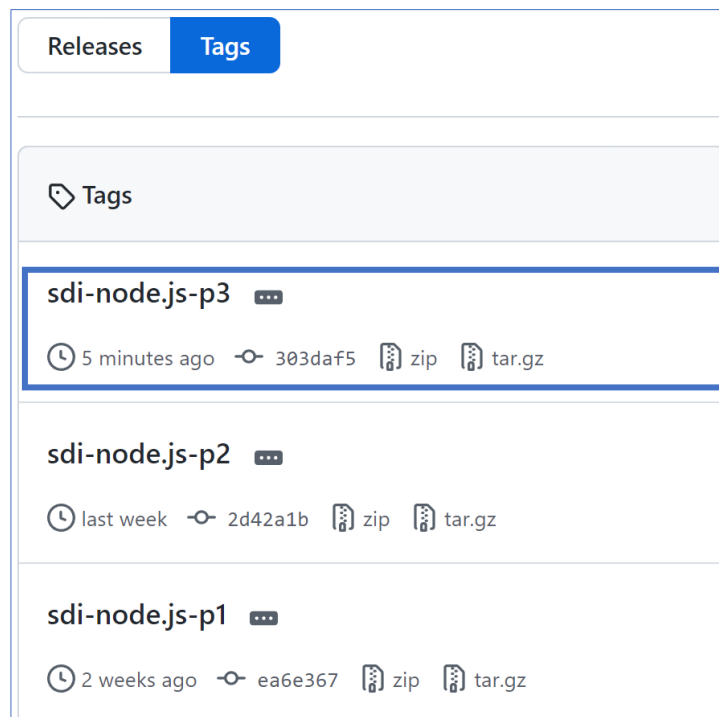 Releases Tags
Tags
sdi-node.js-p3
5 minutes ago 303daf5 zip tar.gz
sdi-node.js-p2
last week 2d42a1b zip tar.gz
sdi-node.js-p1
2 weeks ago ea6e367 zip tar.gz